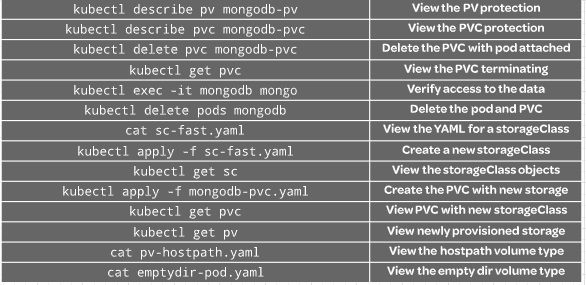 kubectl describe pv mongodb-pv View the PV protection
kubectl describe pvc mongodb-pvc View the PVC protection
kubectl delete pvc mongodb-pvc Delete the PVC with pod attached
kubectl get pvc View the PVC terminating
kubectl exec -it mongodb mongo Verify access to the data
kubectl delete pods mongodb Delete the pod and PVC
cat sc-fast.yaml View the YAML for a storageClass
kubectl apply -f sc-fast.yaml Create a new storageClass
kubectl get sc View the storageClass objects
kubectl apply -f mongodb-pvc.yaml Create the PVC with new storage
kubectl get pvc View PVC with new storageClass
kubectl get pv View newly provisioned storage
cat pv-hostpath.yaml View the hostpath volume type
cat emptydir-pod.yaml View the empty dir volume type